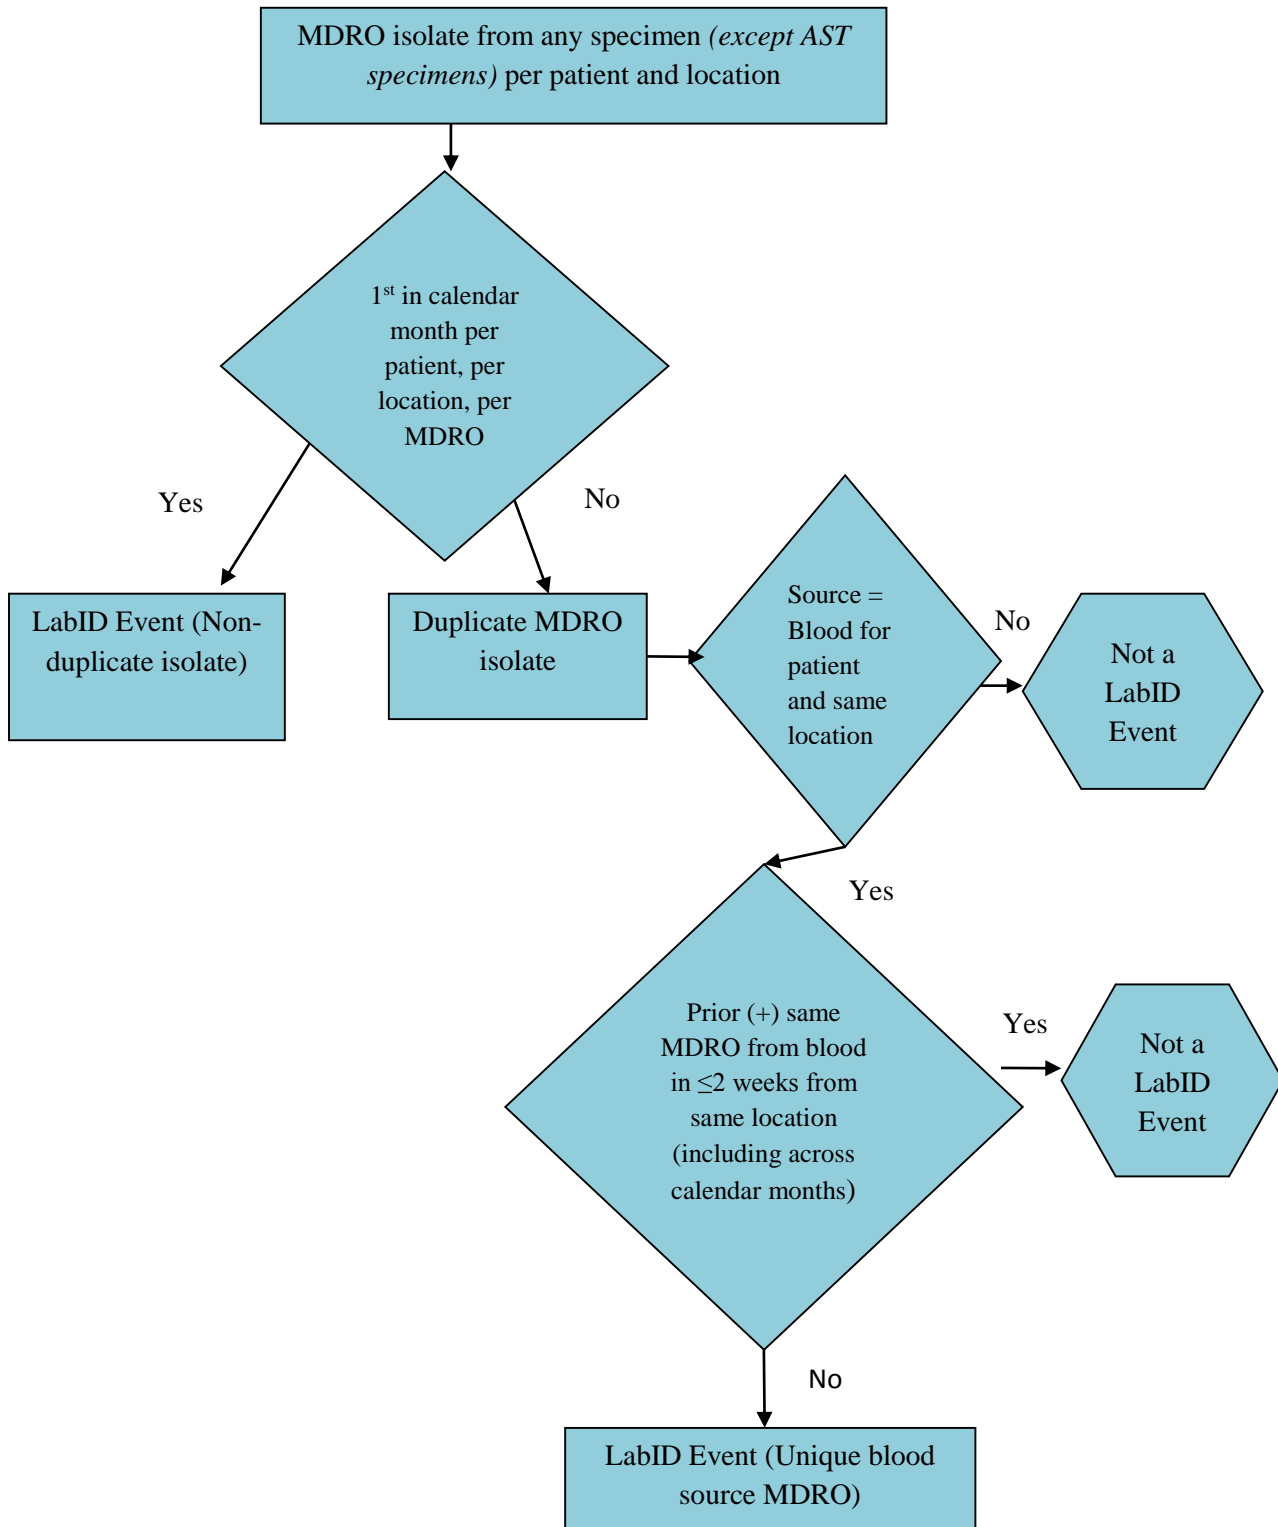 MDRO isolate from any specimen (except AST
specimens) per patient and location
1st in calendar
month per
patient, per
location, per
MDRO
Yes
No
LabID Event (Non-
duplicate isolate)
Duplicate MDRO
isolate
Source =
Blood for
patient
and same
location
No
Not a
LabID
Event
Yes
Prior (+) same
MDRO from blood
in ≤2 weeks from
same location
(including across
calendar months)
Yes
Not a
LabID
Event
No
LabID Event (Unique blood
source MDRO)